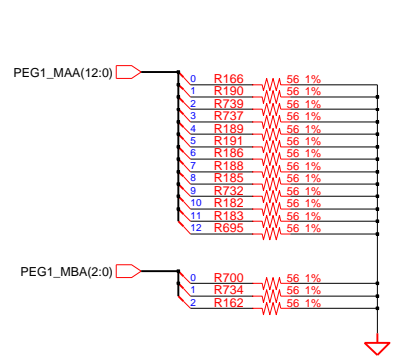 PEG1_MAA(12:0)
0 R166 56 1%
1 R190 56 1%
2 R739 56 1%
3 R737 56 1%
4 R189 56 1%
5 R191 56 1%
6 R186 56 1%
7 R188 56 1%
8 R185 56 1%
9 R732 56 1%
10 R182 56 1%
11 R183 56 1%
12 R695 56 1%
PEG1_MBA(2:0)
0 R700 56 1%
1 R734 56 1%
2 R162 56 1%